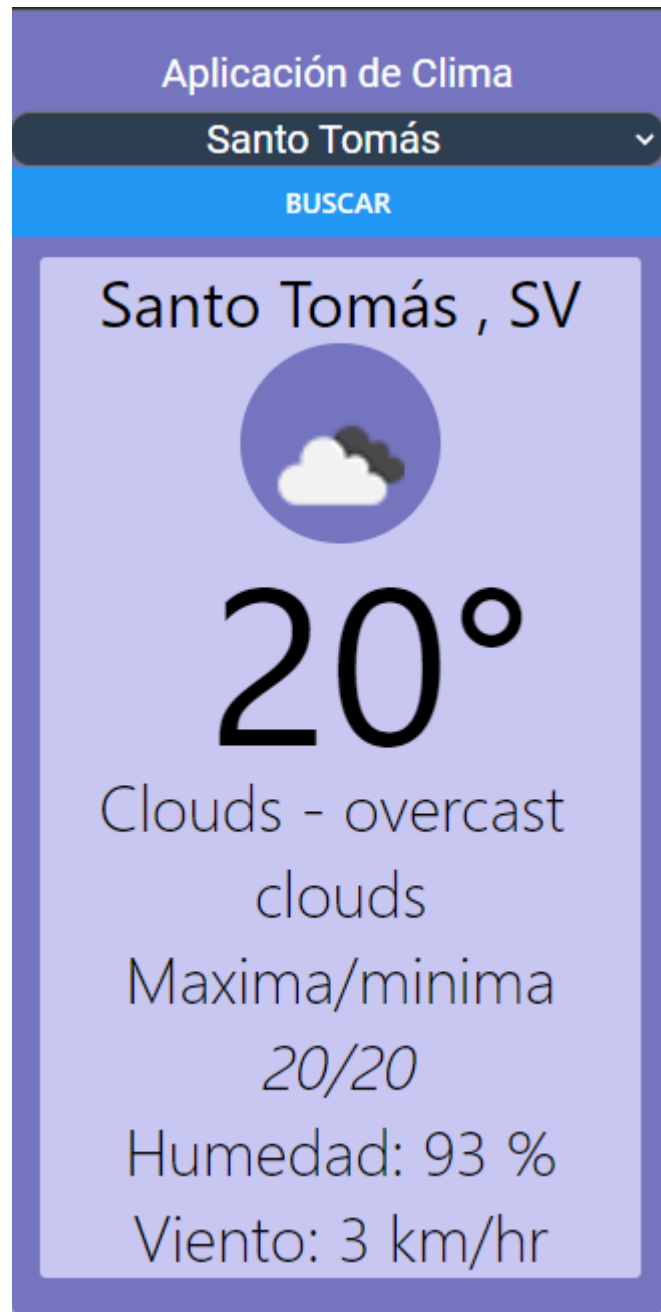 Aplicación de Clima
Santo Tomás
BUSCAR
Santo Tomás , SV
20°
Clouds - overcast
clouds
Maxima/minima
20/20
Humedad: 93 %
Viento: 3 km/hr